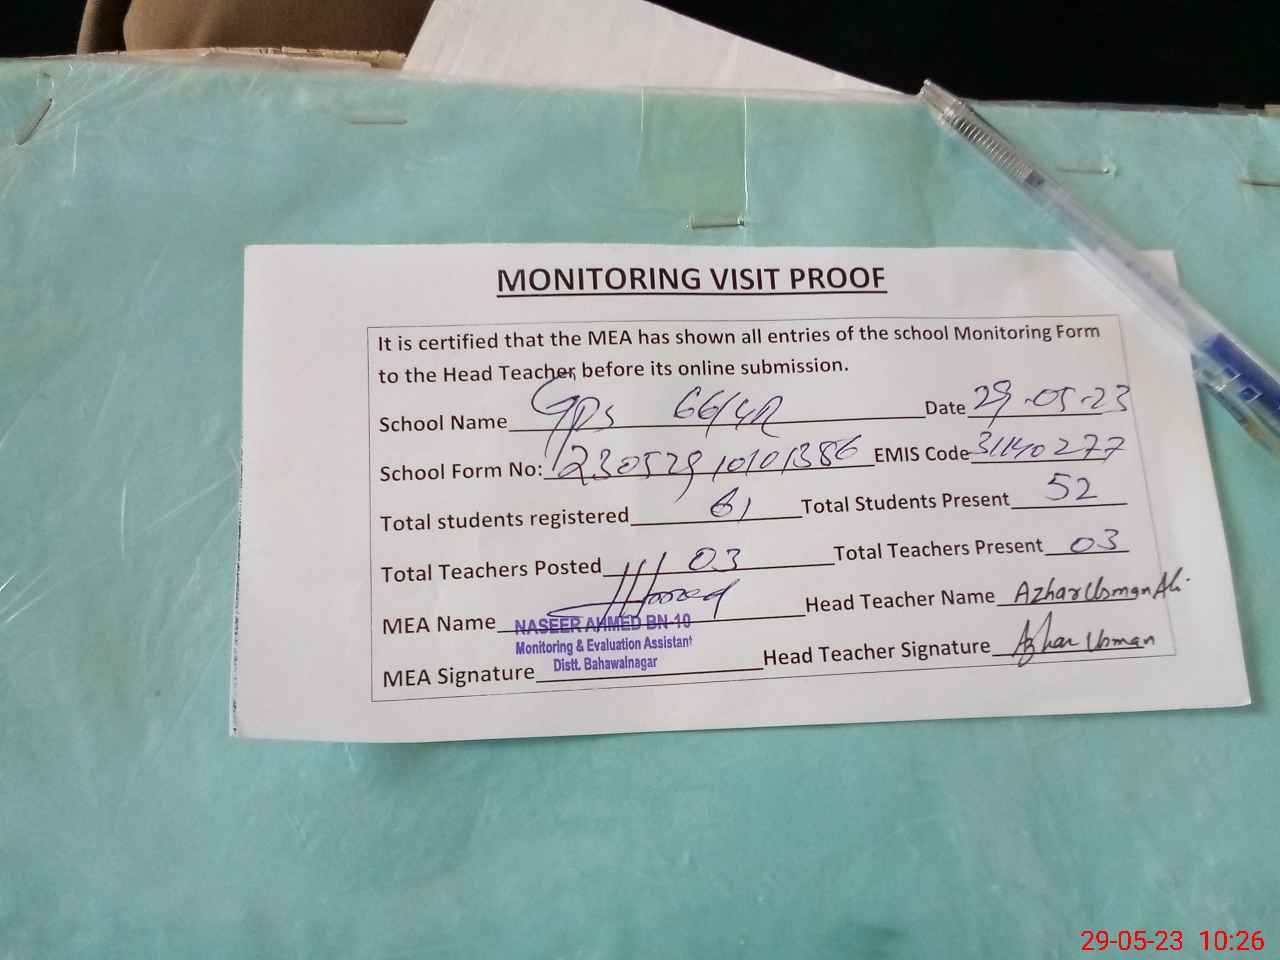 MONITORING VISIT PROOF
It is certified that the MEA has shown all entries of the school Monitoring Form
to the Head Teacher, before its online submission.
School Name GPS 66/4R Date 29-05-23
School Form No: 23052910101386 EMIS Code 31140277
Total students registered 61 Total Students Present 52
Total Teachers Posted 03 Total Teachers Present 03
MEA Name Head Teacher Name Azhar Usman Ali
NASEER AHMED BN-10
Monitoring & Evaluation Assistant
Distt. Bahawalnagar
MEA Signature Head Teacher Signature Azhar Usman
29-05-23 10:26